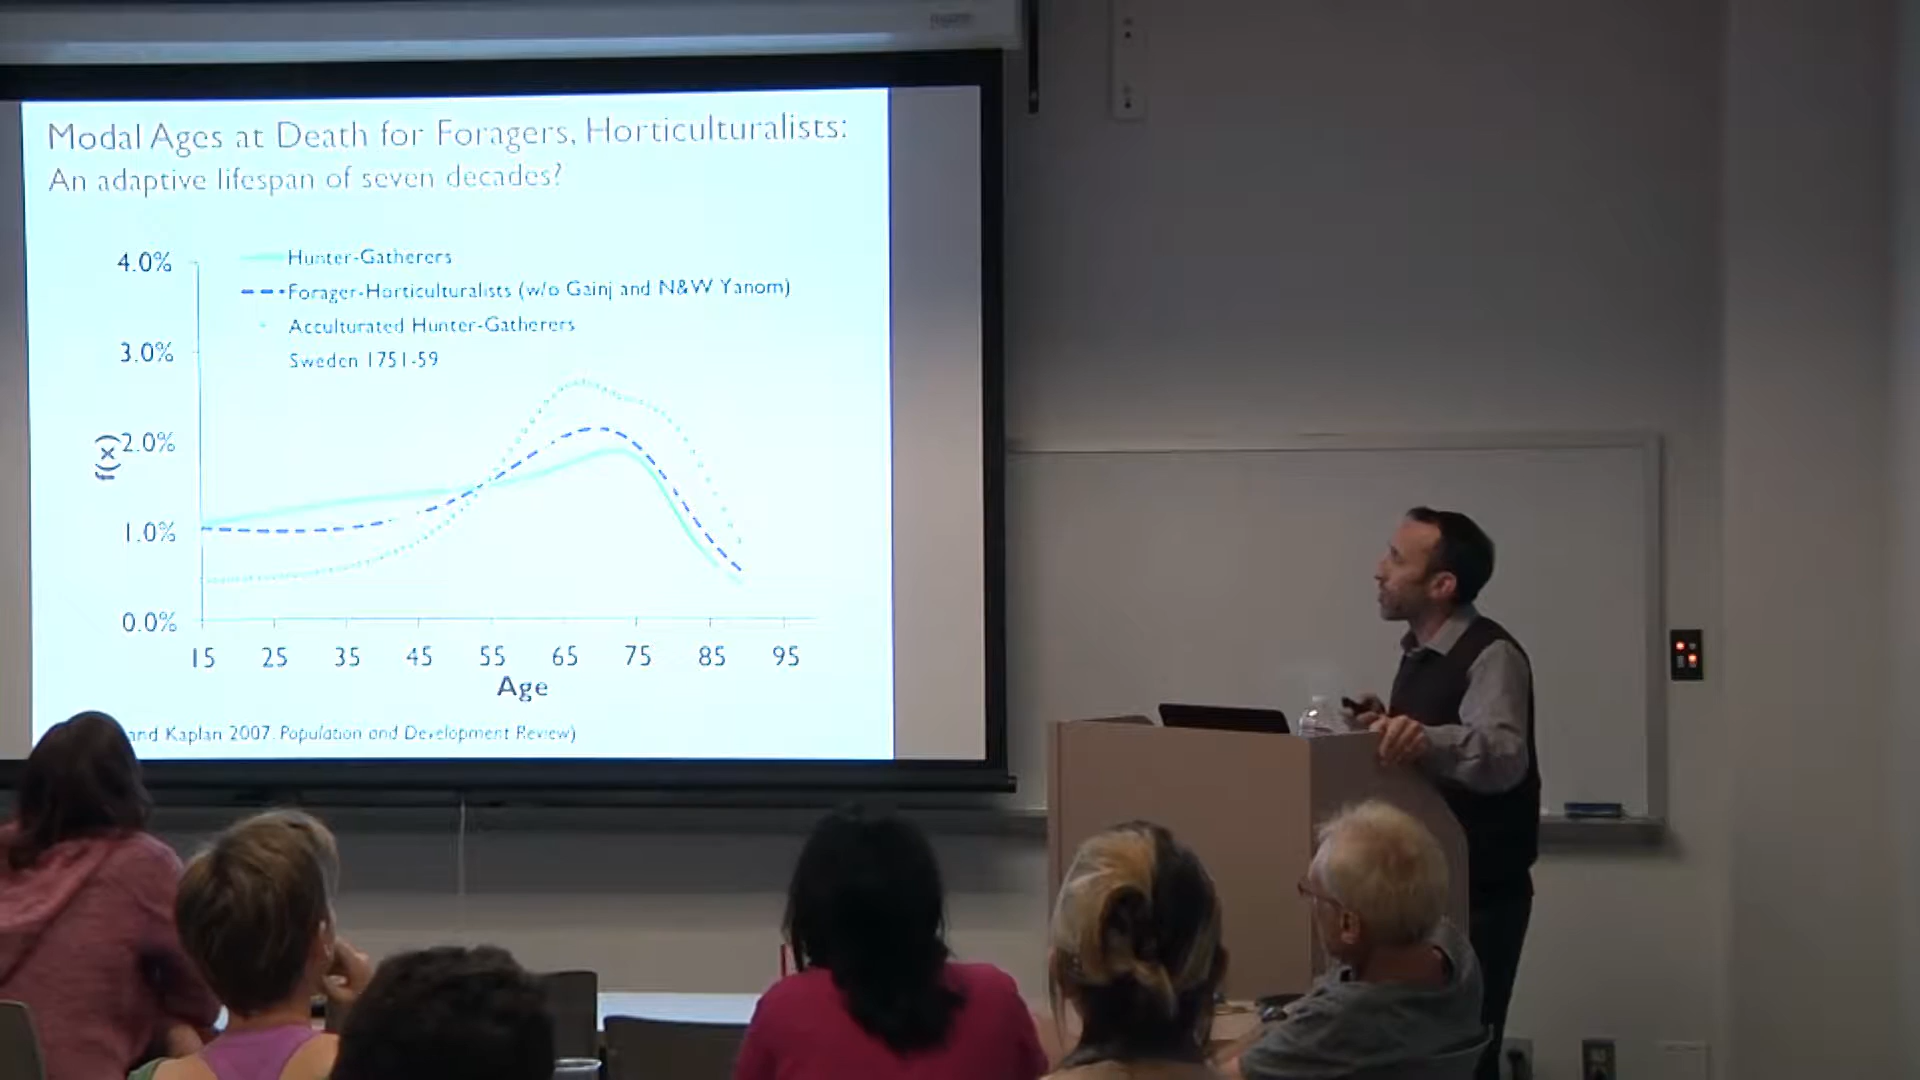 Modal Ages at Death for Foragers, Horticulturalists:
An adaptive lifespan of seven decades?
Hunter-Gatherers
Forager-Horticulturalists (w/o Gainj and N&W Yanom)
Acculturated Hunter-Gatherers
Sweden 1751-59
4.0%
3.0%
2.0%
1.0%
0.0%
f(x)
15 25 35 45 55 65 75 85 95
Age
and Kaplan 2007. Population and Development Review)